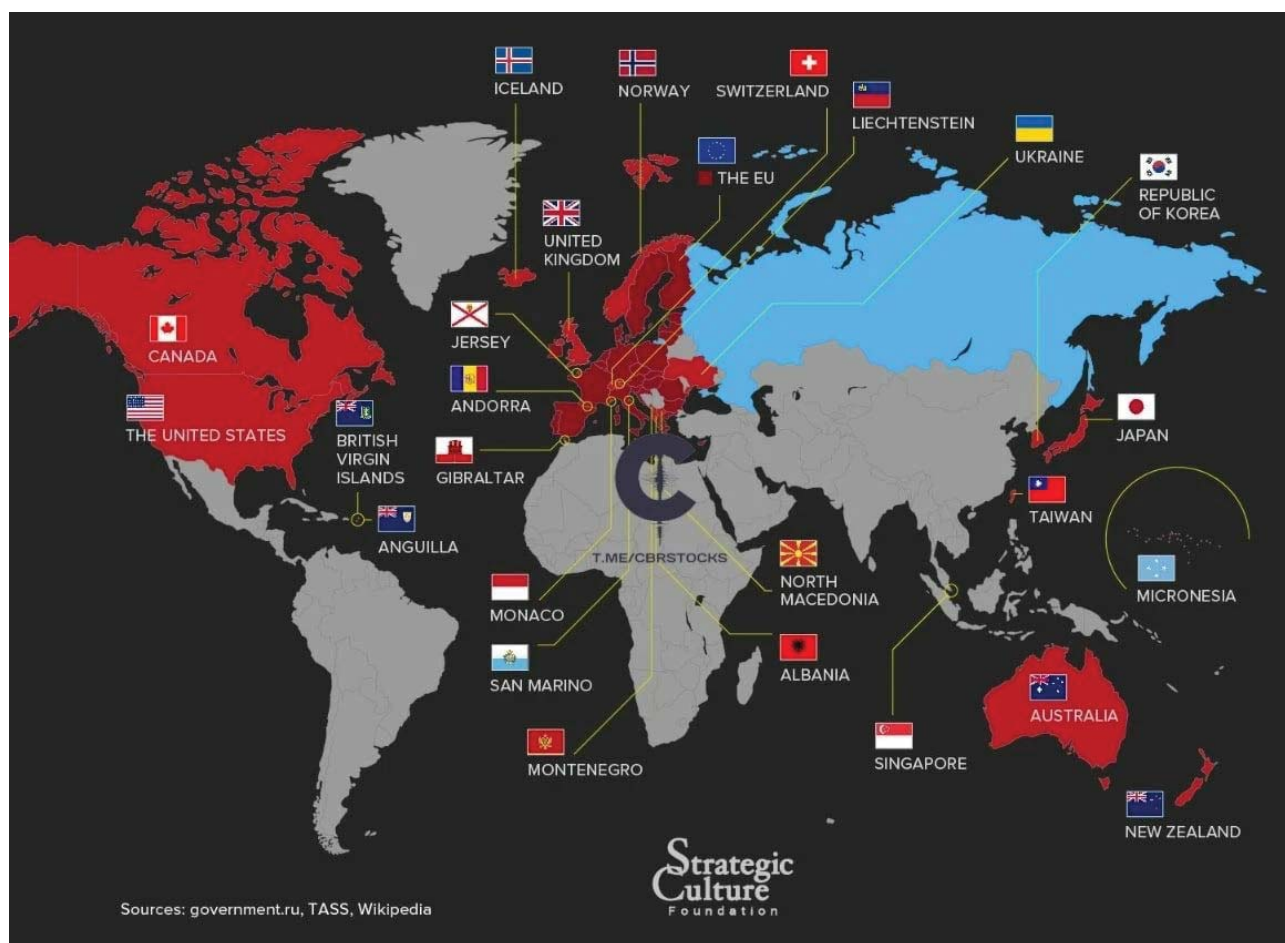 ICELAND
NORWAY
SWITZERLAND
LIECHTENSTEIN
UKRAINE
THE EU
REPUBLIC
OF KOREA
UNITED
KINGDOM
JERSEY
CANADA
ANDORRA
THE UNITED STATES
BRITISH
VIRGIN
ISLANDS
GIBRALTAR
JAPAN
ANGUILLA
TAIWAN
C
T.ME/CBRSTOCKS
NORTH
MACEDONIA
MICRONESIA
MONACO
SAN MARINO
ALBANIA
AUSTRALIA
MONTENEGRO
SINGAPORE
NEW ZEALAND
Strategic
Culture
Foundation
Sources: government.ru, TASS, Wikipedia